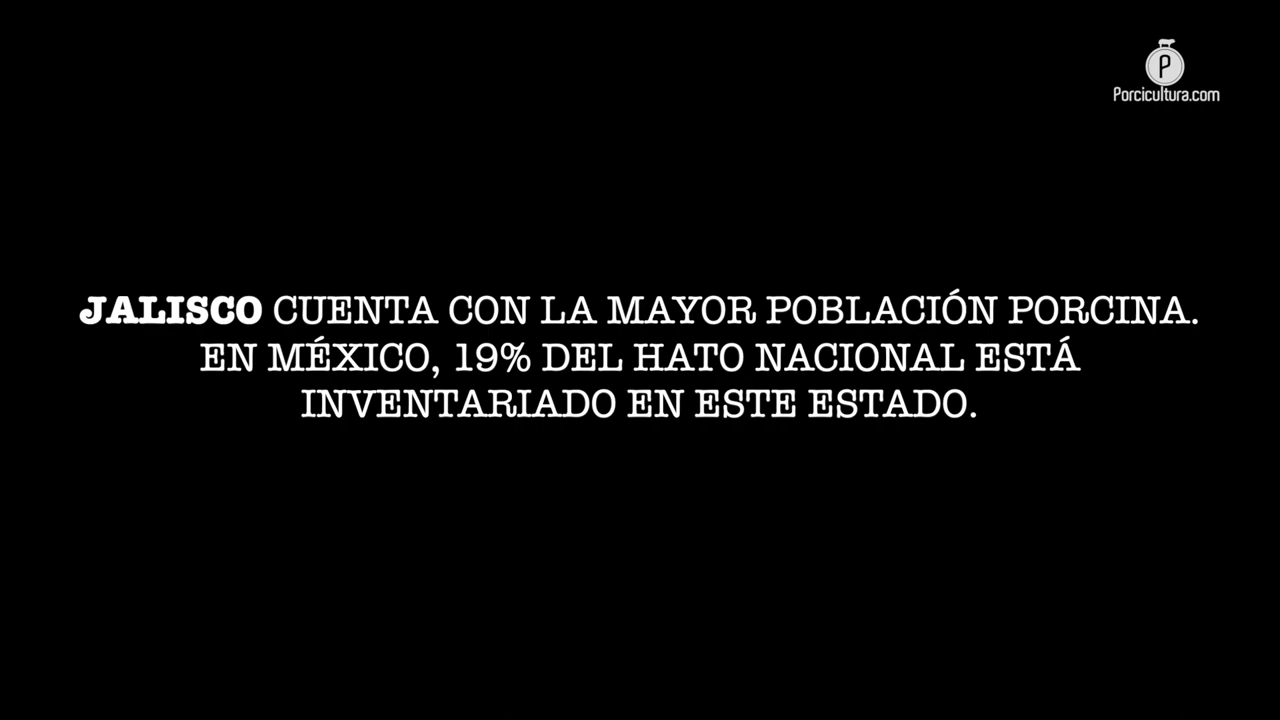 P
Porcicultura.com
JALISCO CUENTA CON LA MAYOR POBLACIÓN PORCINA.
EN MÉXICO, 19% DEL HATO NACIONAL ESTÁ
INVENTARIADO EN ESTE ESTADO.